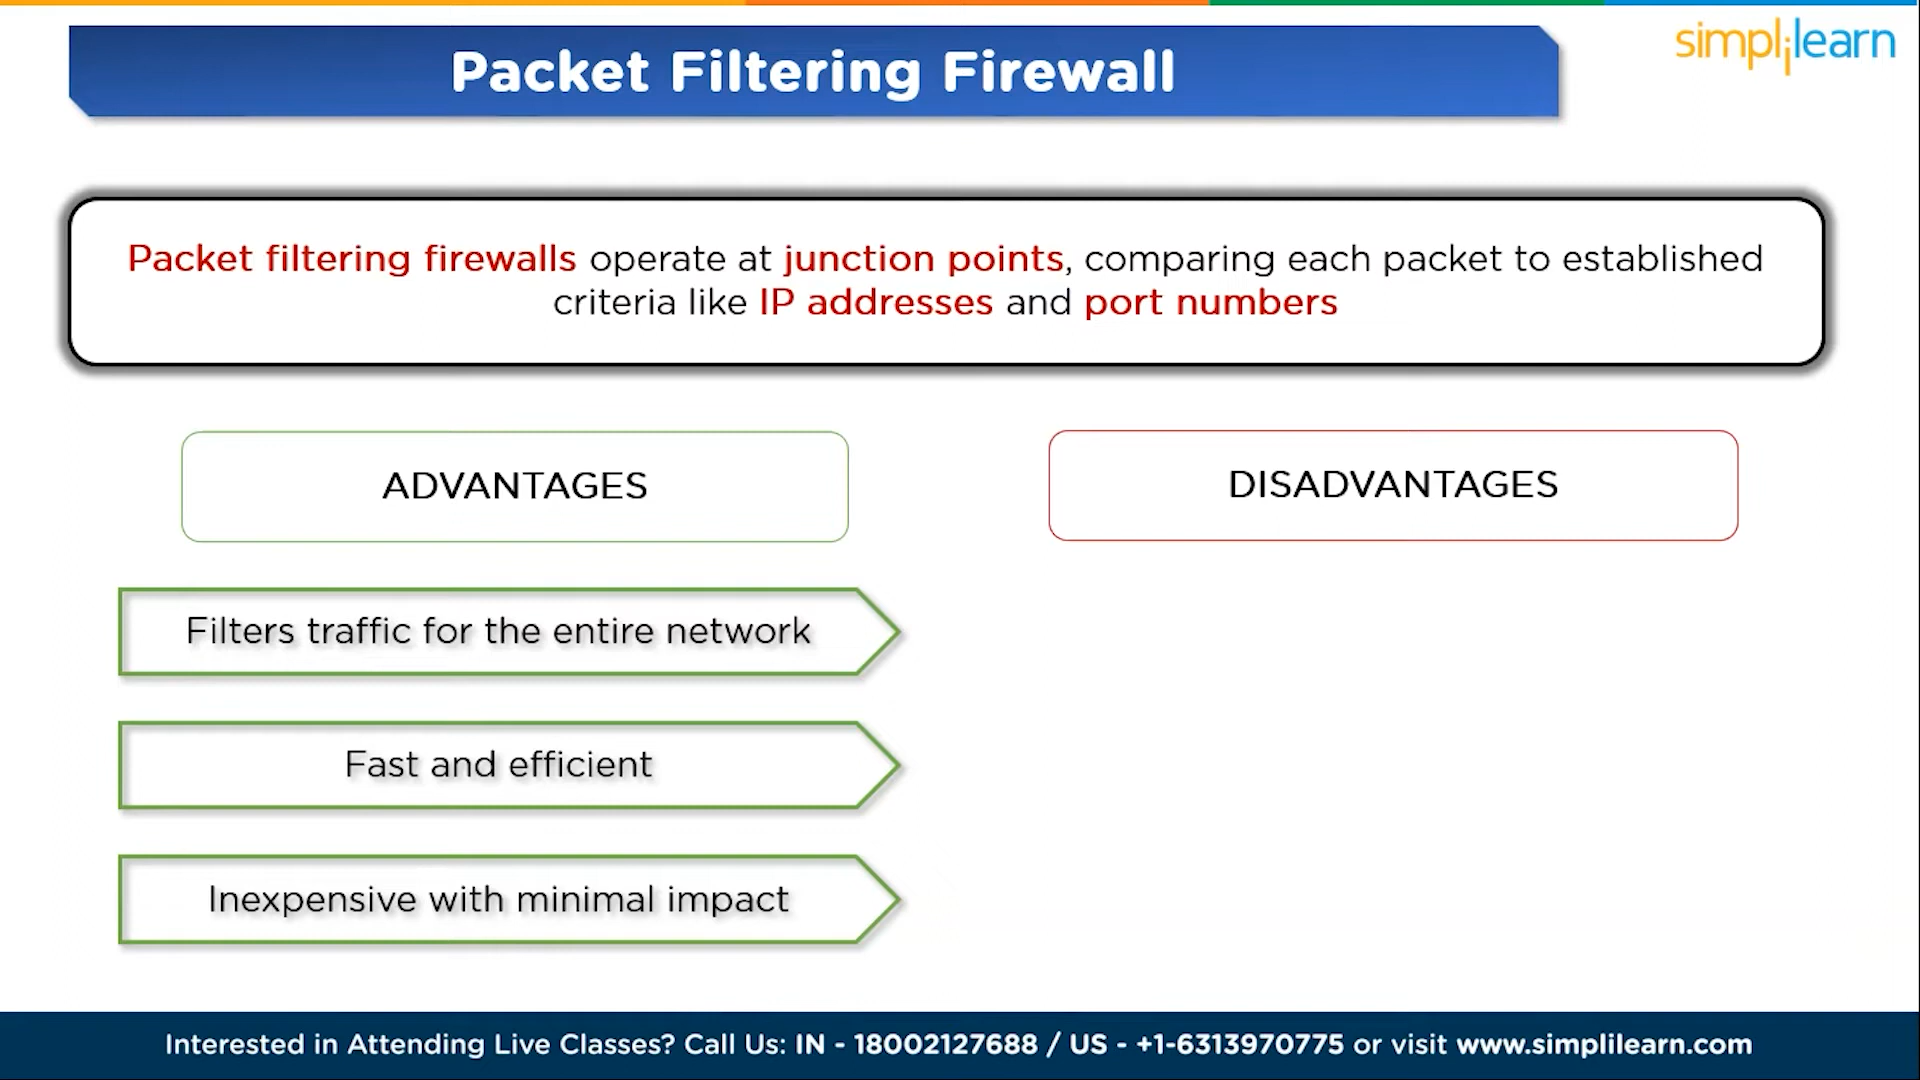 Packet Filtering Firewall
simplilearn
Packet filtering firewalls operate at junction points, comparing each packet to established
criteria like IP addresses and port numbers
ADVANTAGES
DISADVANTAGES
Filters traffic for the entire network
Fast and efficient
Inexpensive with minimal impact
Interested in Attending Live Classes? Call Us: IN - 18002127688 / US - +1-6313970775 or visit www.simplilearn.com